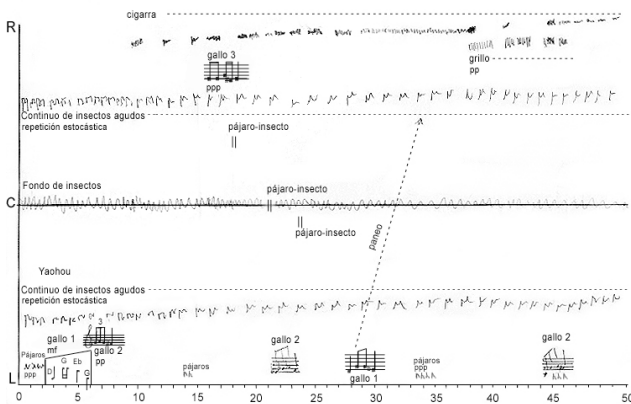 cigarra
R
gallo 3
ppp
grillo
pp
Continuo de insectos agudos
repetición estocástica
pájaro-insecto
Fondo de insectos
pájaro-insecto
C
pájaro-insecto
paneo
Yaohou
Continuo de insectos agudos
repetición estocástica
gallo 1
mf
3
gallo 2
pp
Pájaros
ppp
D
G
Eb
G
pájaros
gallo 2
gallo 1
pájaros
ppp
gallo 2
L
0 5 10 15 20 25 30 35 40 45 50